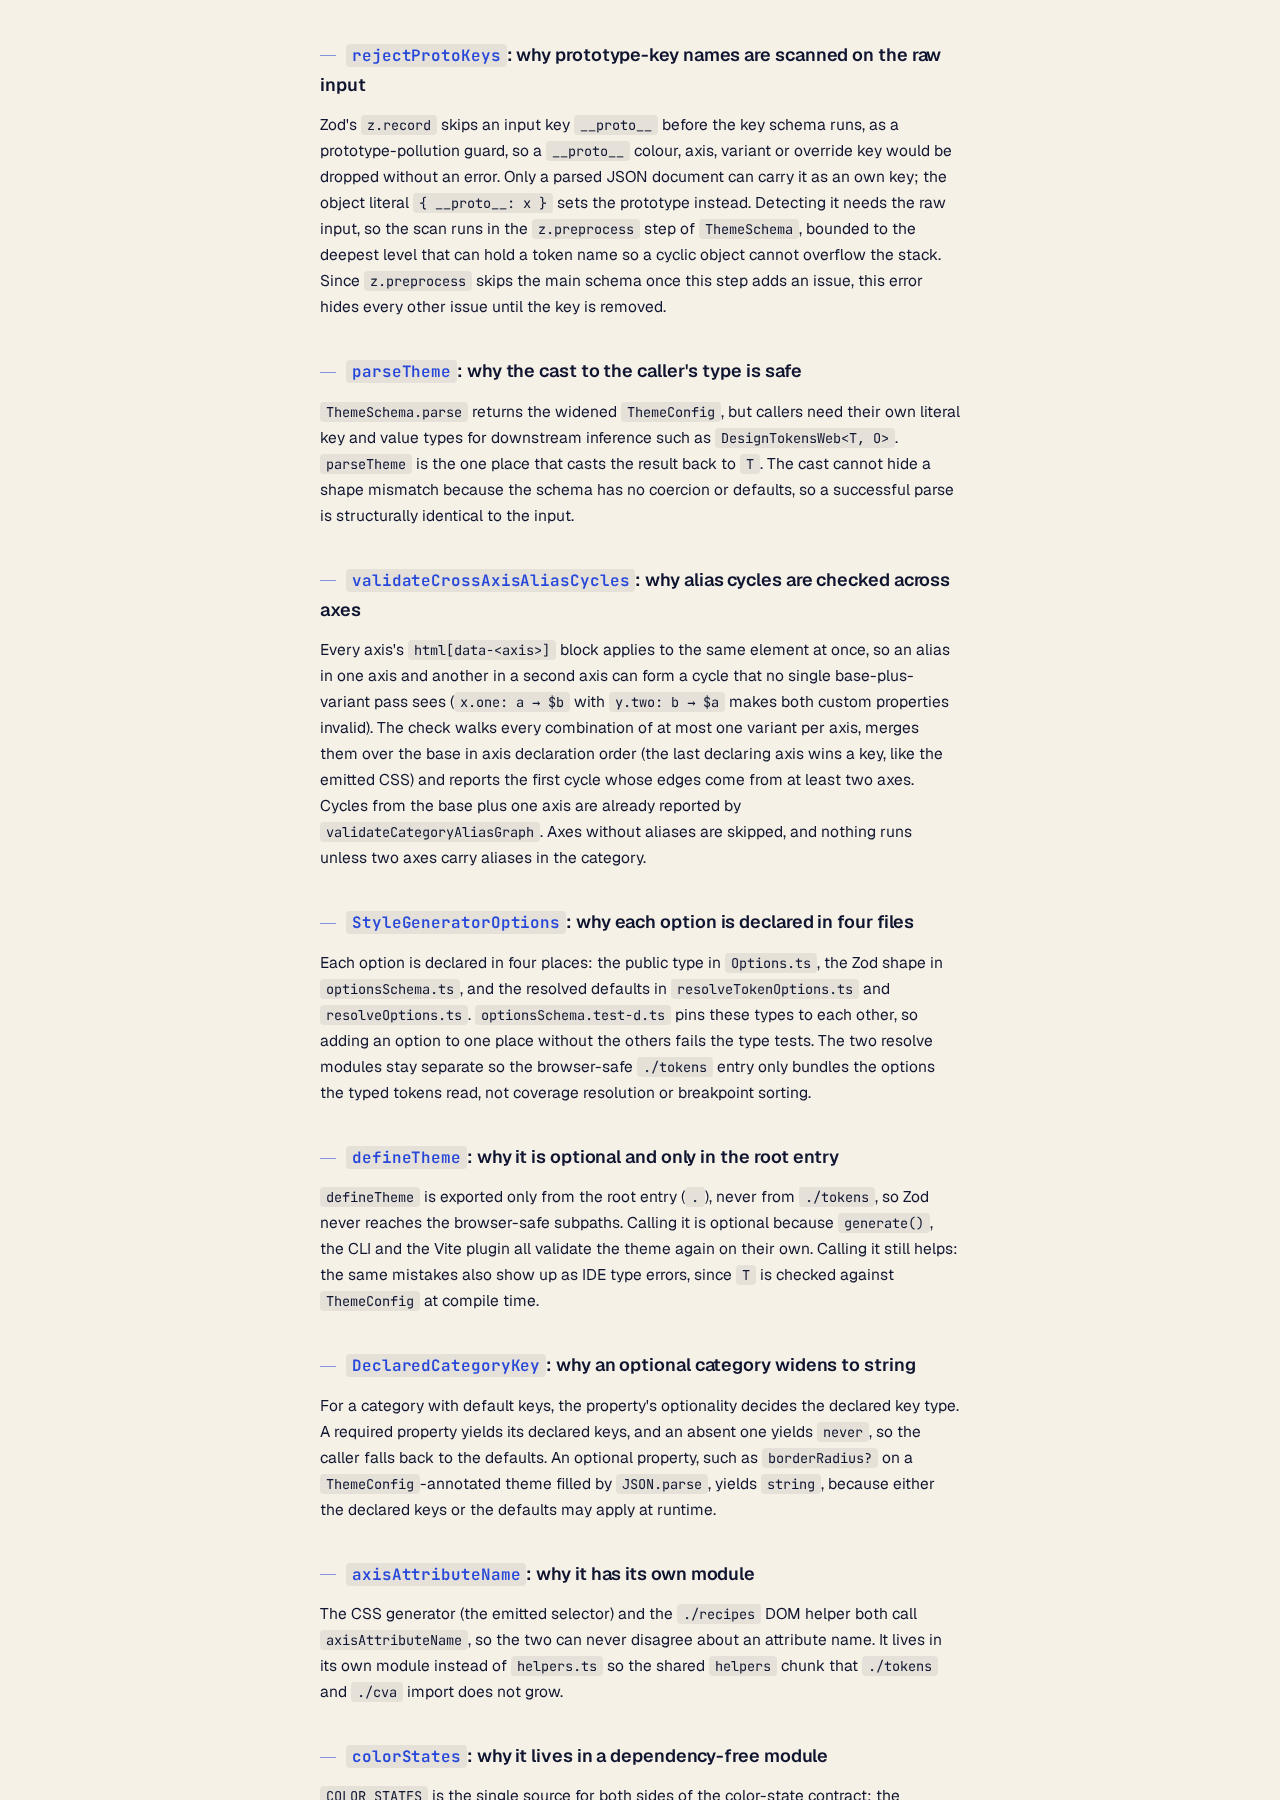 — rejectProtoKeys: why prototype-key names are scanned on the raw
input
Zod's z.record skips an input key __proto__ before the key schema runs, as a
prototype-pollution guard, so a __proto__ colour, axis, variant or override key would be
dropped without an error. Only a parsed JSON document can carry it as an own key; the
object literal { __proto__: x } sets the prototype instead. Detecting it needs the raw
input, so the scan runs in the z.preprocess step of ThemeSchema, bounded to the
deepest level that can hold a token name so a cyclic object cannot overflow the stack.
Since z.preprocess skips the main schema once this step adds an issue, this error
hides every other issue until the key is removed.
— parseTheme: why the cast to the caller's type is safe
ThemeSchema.parse returns the widened ThemeConfig, but callers need their own literal
key and value types for downstream inference such as DesignTokensWeb<T, O>.
parseTheme is the one place that casts the result back to T. The cast cannot hide a
shape mismatch because the schema has no coercion or defaults, so a successful parse
is structurally identical to the input.
— validateCrossAxisAliasCycles: why alias cycles are checked across
axes
Every axis's html[data-<axis>] block applies to the same element at once, so an alias
in one axis and another in a second axis can form a cycle that no single base-plus-
variant pass sees (x.one: a → $b with y.two: b → $a makes both custom properties
invalid). The check walks every combination of at most one variant per axis, merges
them over the base in axis declaration order (the last declaring axis wins a key, like the
emitted CSS) and reports the first cycle whose edges come from at least two axes.
Cycles from the base plus one axis are already reported by
validateCategoryAliasGraph. Axes without aliases are skipped, and nothing runs
unless two axes carry aliases in the category.
— StyleGeneratorOptions: why each option is declared in four files
Each option is declared in four places: the public type in Options.ts, the Zod shape in
optionsSchema.ts, and the resolved defaults in resolveTokenOptions.ts and
resolveOptions.ts. optionsSchema.test-d.ts pins these types to each other, so
adding an option to one place without the others fails the type tests. The two resolve
modules stay separate so the browser-safe ./tokens entry only bundles the options
the typed tokens read, not coverage resolution or breakpoint sorting.
— defineTheme: why it is optional and only in the root entry
defineTheme is exported only from the root entry (.), never from ./tokens, so Zod
never reaches the browser-safe subpaths. Calling it is optional because generate(),
the CLI and the Vite plugin all validate the theme again on their own. Calling it still helps:
the same mistakes also show up as IDE type errors, since T is checked against
ThemeConfig at compile time.
— DeclaredCategoryKey: why an optional category widens to string
For a category with default keys, the property's optionality decides the declared key type.
A required property yields its declared keys, and an absent one yields never, so the
caller falls back to the defaults. An optional property, such as borderRadius? on a
ThemeConfig-annotated theme filled by JSON.parse, yields string, because either
the declared keys or the defaults may apply at runtime.
— axisAttributeName: why it has its own module
The CSS generator (the emitted selector) and the ./recipes DOM helper both call
axisAttributeName, so the two can never disagree about an attribute name. It lives in
its own module instead of helpers.ts so the shared helpers chunk that ./tokens
and ./cva import does not grow.
— colorStates: why it lives in a dependency-free module
COLOR_STATES is the single source for both sides of the color-state contract: the